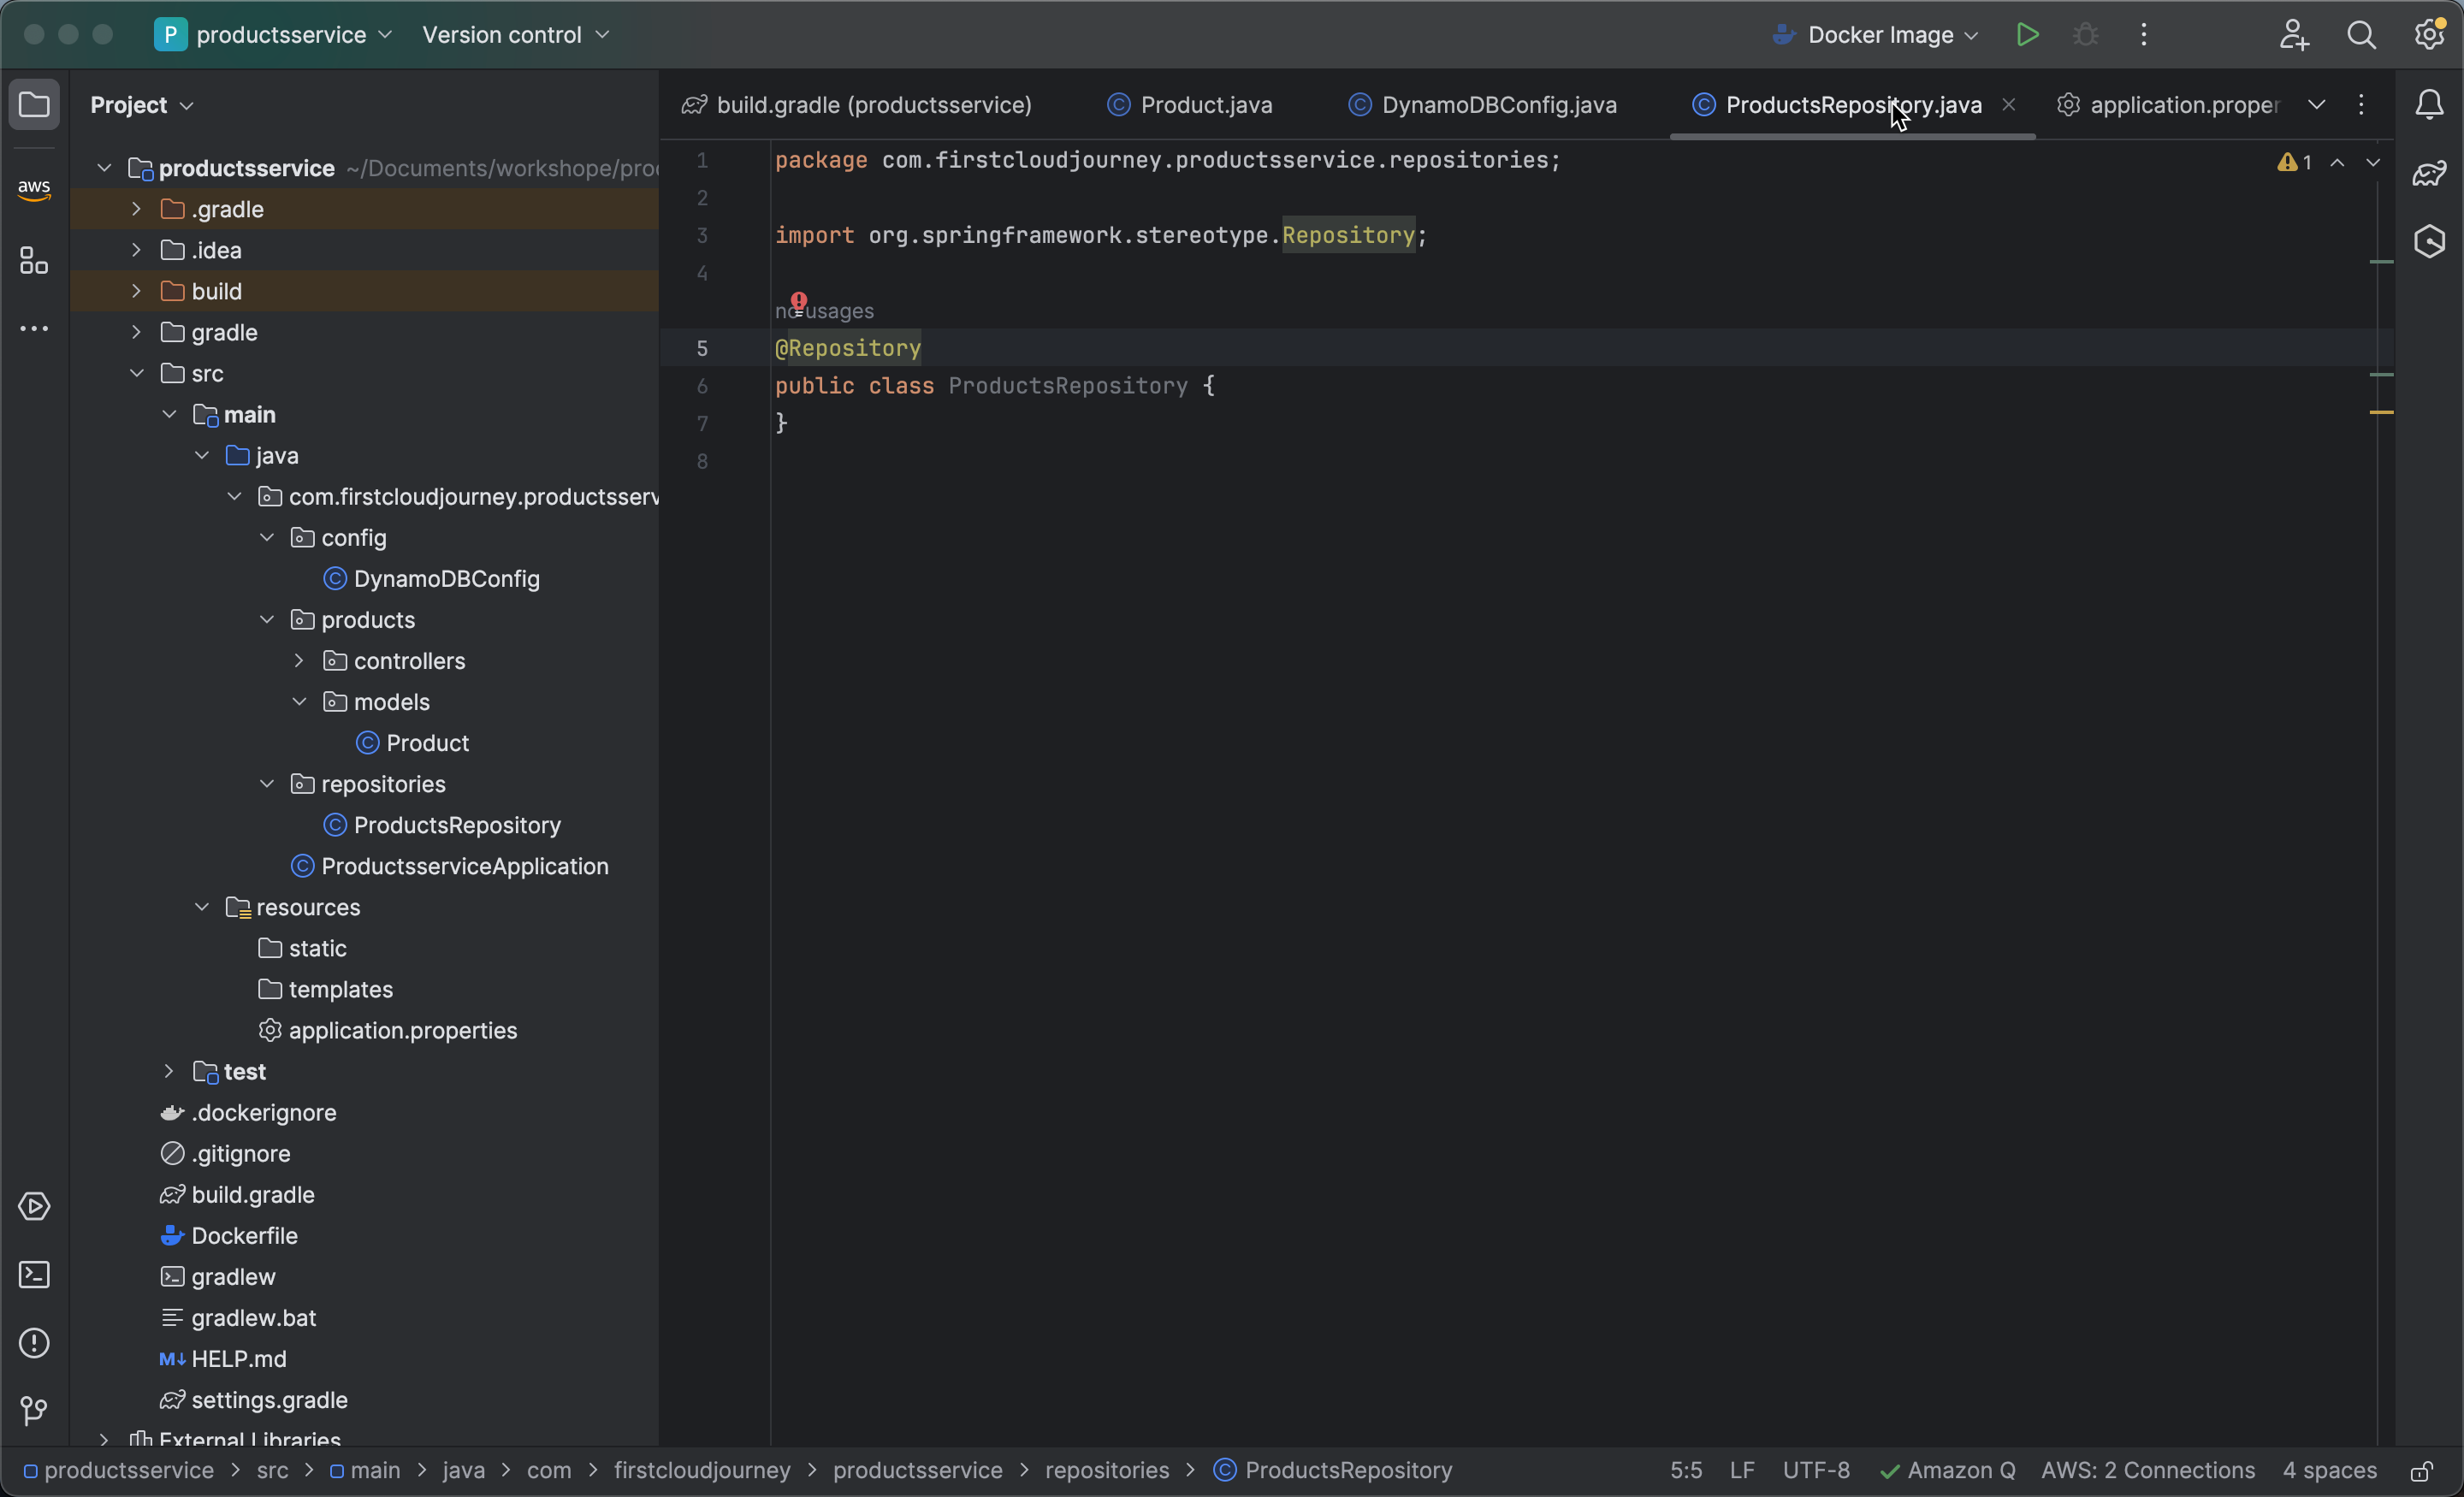 P productsservice Version control Docker Image
Project
build.gradle (productsservice) Product.java DynamoDBConfig.java ProductsRepository.java application.proper
aws
productsservice ~/Documents/workshope/pro
.gradle
.idea
build
gradle
src
main
java
com.firstcloudjourney.productsserv
config
DynamoDBConfig
products
controllers
models
Product
repositories
ProductsRepository
ProductsserviceApplication
resources
static
templates
application.properties
test
.dockerignore
.gitignore
build.gradle
Dockerfile
gradlew
gradlew.bat
M↓ HELP.md
settings.gradle
External Libraries
1 package com.firstcloudjourney.productsservice.repositories;
2
3 import org.springframework.stereotype.Repository;
4
no usages
5 @Repository
6 public class ProductsRepository {
7 }
8
1
productsservice > src > main > java > com > firstcloudjourney > productsservice > repositories > ProductsRepository 5:5 LF UTF-8 Amazon Q AWS: 2 Connections 4 spaces